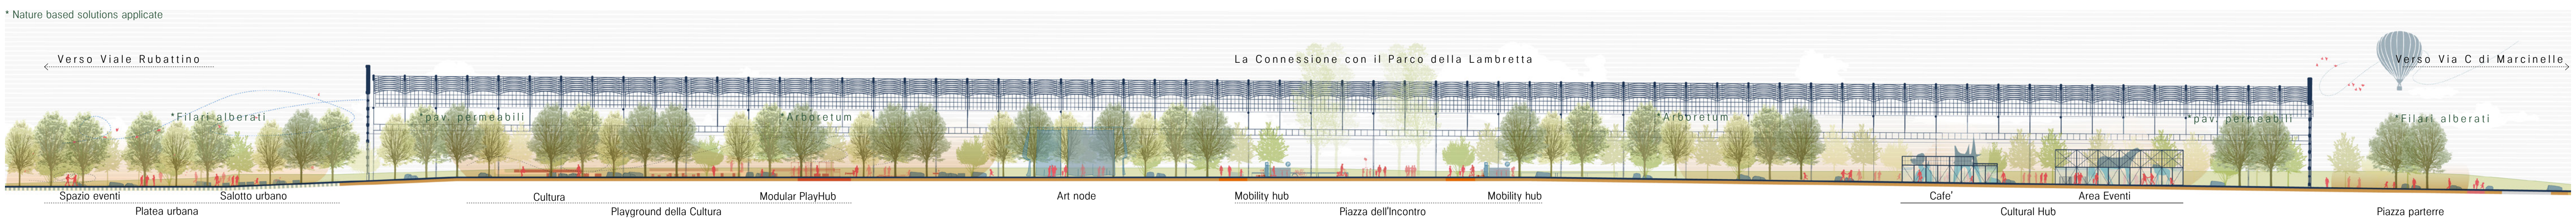 * Nature based solutions applicate
Verso Viale Rubattino
La Connessione con il Parco della Lambretta
Verso Via C di Marcinelle
*Filari alberati
*pav. permeabili
*Arboretum
*Arboretum
*pav. permeabili
*Filari alberati
Spazio eventi
Salotto urbano
Cultura
Modular PlayHub
Art node
Mobility hub
Mobility hub
Cafe'
Area Eventi
Platea urbana
Playground della Cultura
Piazza dell'Incontro
Cultural Hub
Piazza parterre